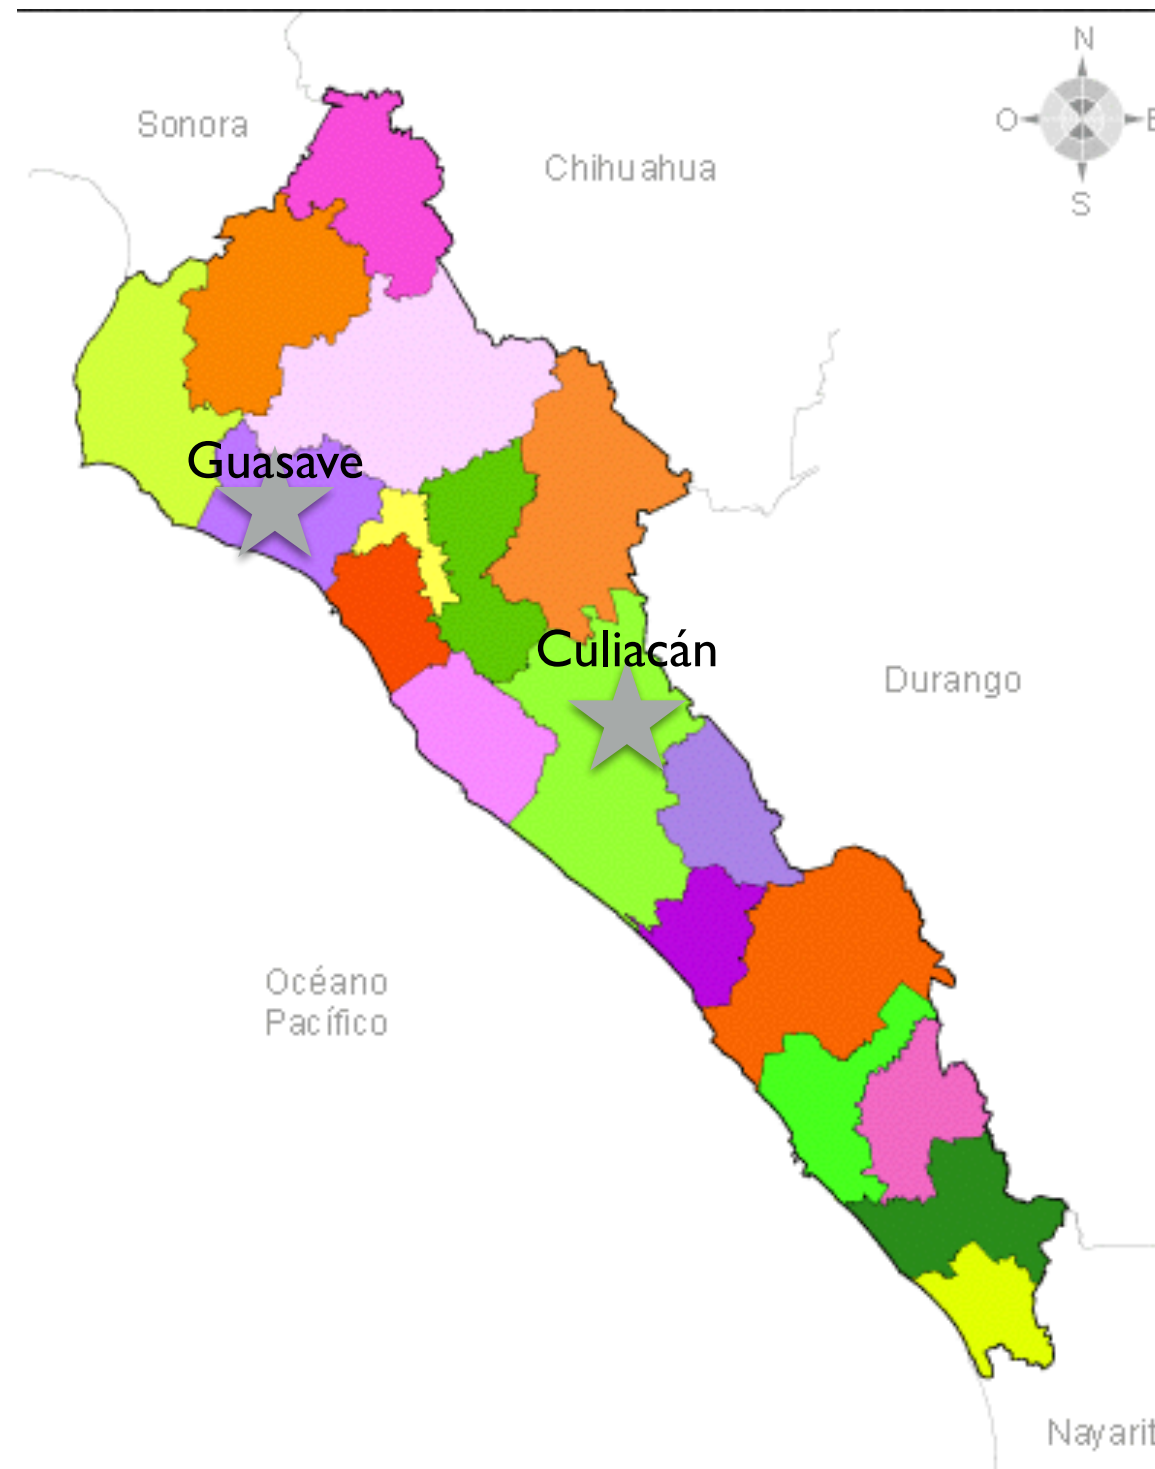 N
Sonora
O
E
Chihuahua
S
Guasave
Culiacán
Durango
Océano
Pacífico
Nayarit